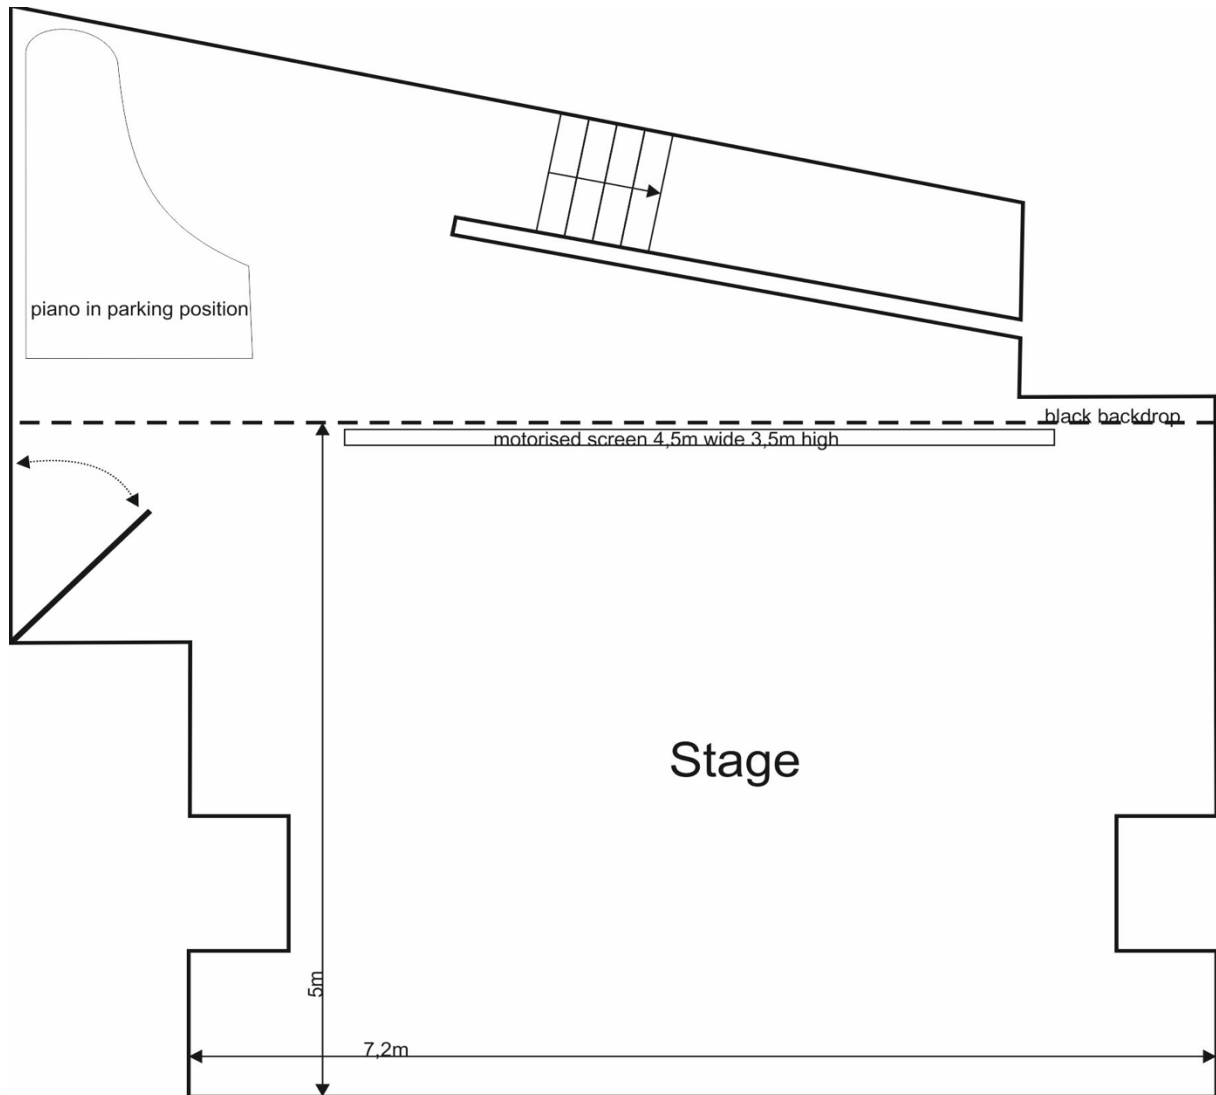 piano in parking position
black backdrop
motorised screen 4,5m wide 3,5m high
Stage
5m
7,2m